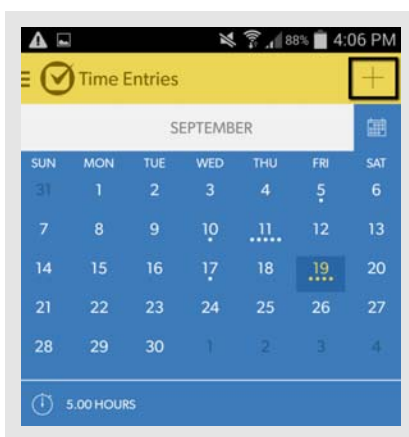 88% 4:06 PM
Time Entries
SEPTEMBER
SUN MON TUE WED THU FRI SAT
31 1 2 3 4 5 6
7 8 9 10 11 12 13
14 15 16 17 18 19 20
21 22 23 24 25 26 27
28 29 30 1 2 3 4
5.00 HOURS